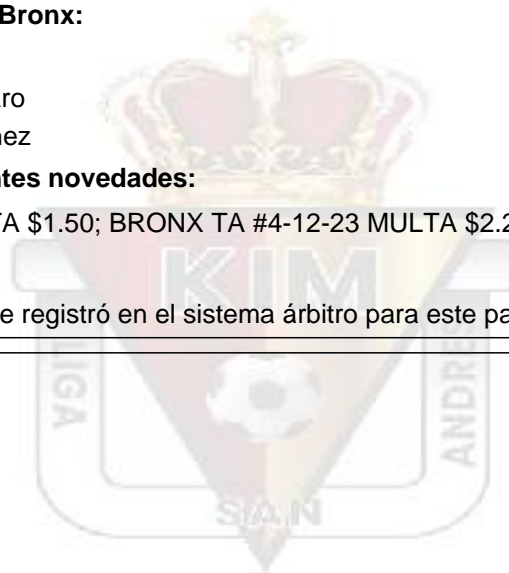 Bronx:
ro
nez
ntes novedades:
TA $1.50; BRONX TA #4-12-23 MULTA $2.2
e registró en el sistema árbitro para este pa
KIM
LIGA
ANDRES
SAN